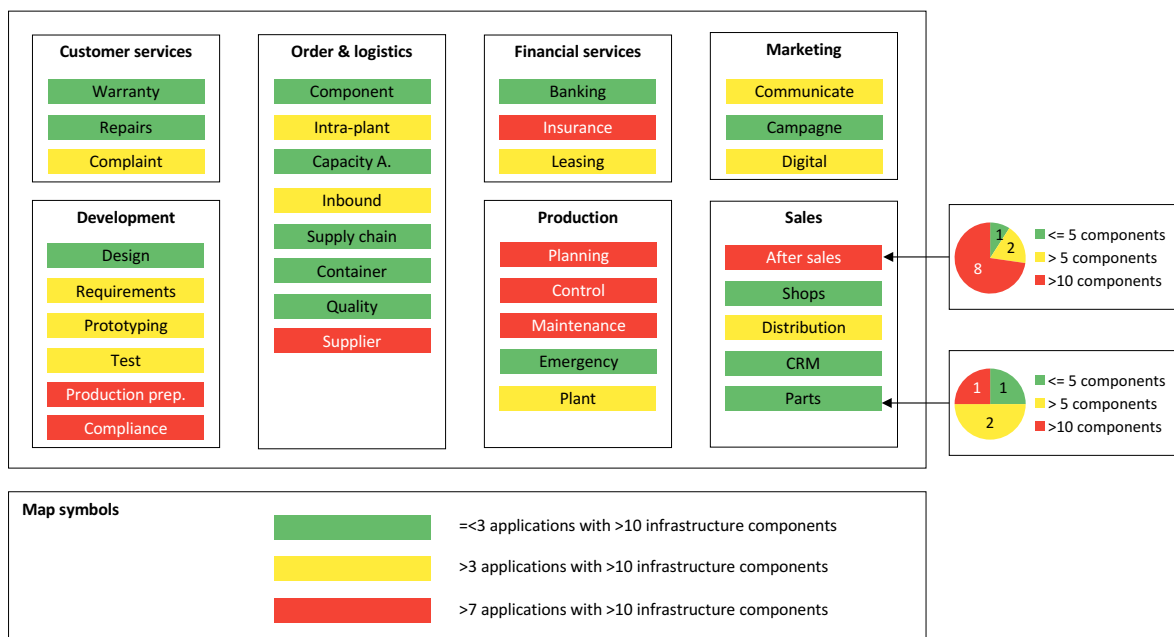 Customer services
Warranty
Repairs
Complaint
Order & logistics
Component
Intra-plant
Capacity A.
Inbound
Supply chain
Container
Quality
Supplier
Financial services
Banking
Insurance
Leasing
Marketing
Communicate
Campagne
Digital
Development
Design
Requirements
Prototyping
Test
Production prep.
Compliance
Production
Planning
Control
Maintenance
Emergency
Plant
Sales
After sales
Shops
Distribution
CRM
Parts
1
2
8
<= 5 components
> 5 components
>10 components
1
1
2
<= 5 components
> 5 components
>10 components
Map symbols
=<3 applications with >10 infrastructure components
>3 applications with >10 infrastructure components
>7 applications with >10 infrastructure components